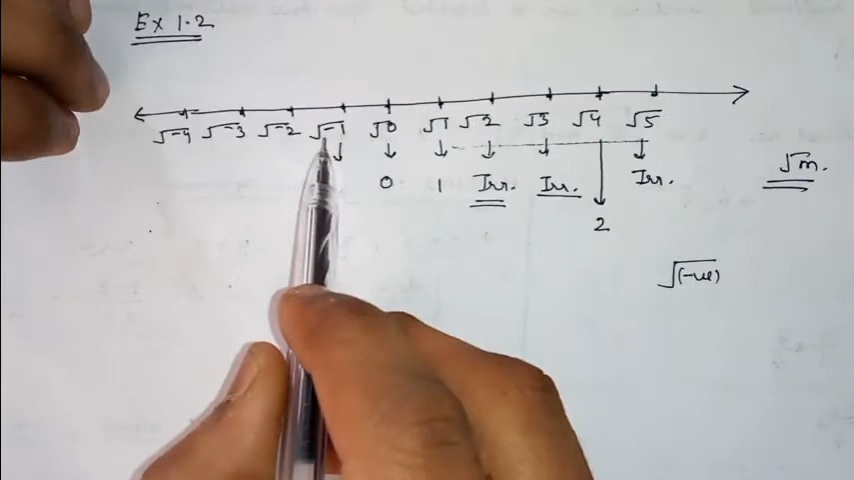 Ex 1.2
√-4 √-3 √-2 √-1 √0 √1 √2 √3 √4 √5
0 1 Irr. Irr. Irr.
√m.
2
√(-ve)